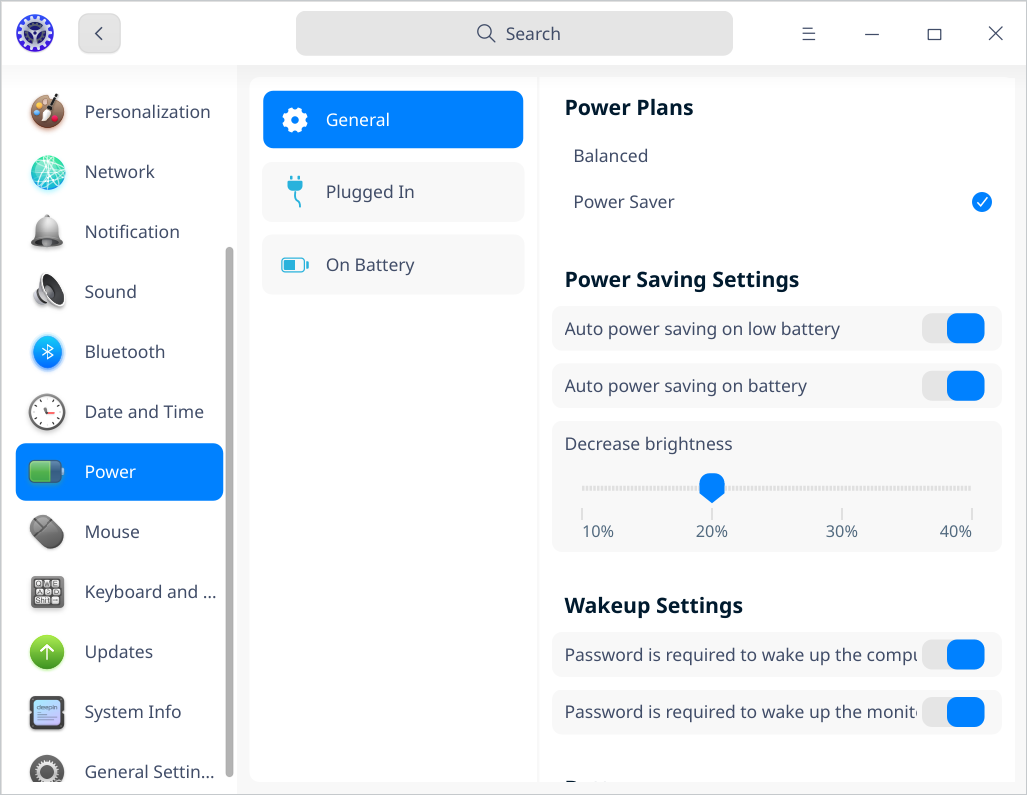 Search
Personalization
Network
Notification
Sound
Bluetooth
Date and Time
Power
Mouse
Keyboard and ...
Updates
System Info
General Settin...
General
Plugged In
On Battery
Power Plans
Balanced
Power Saver
Power Saving Settings
Auto power saving on low battery
Auto power saving on battery
Decrease brightness
10% 20% 30% 40%
Wakeup Settings
Password is required to wake up the compu
Password is required to wake up the monit